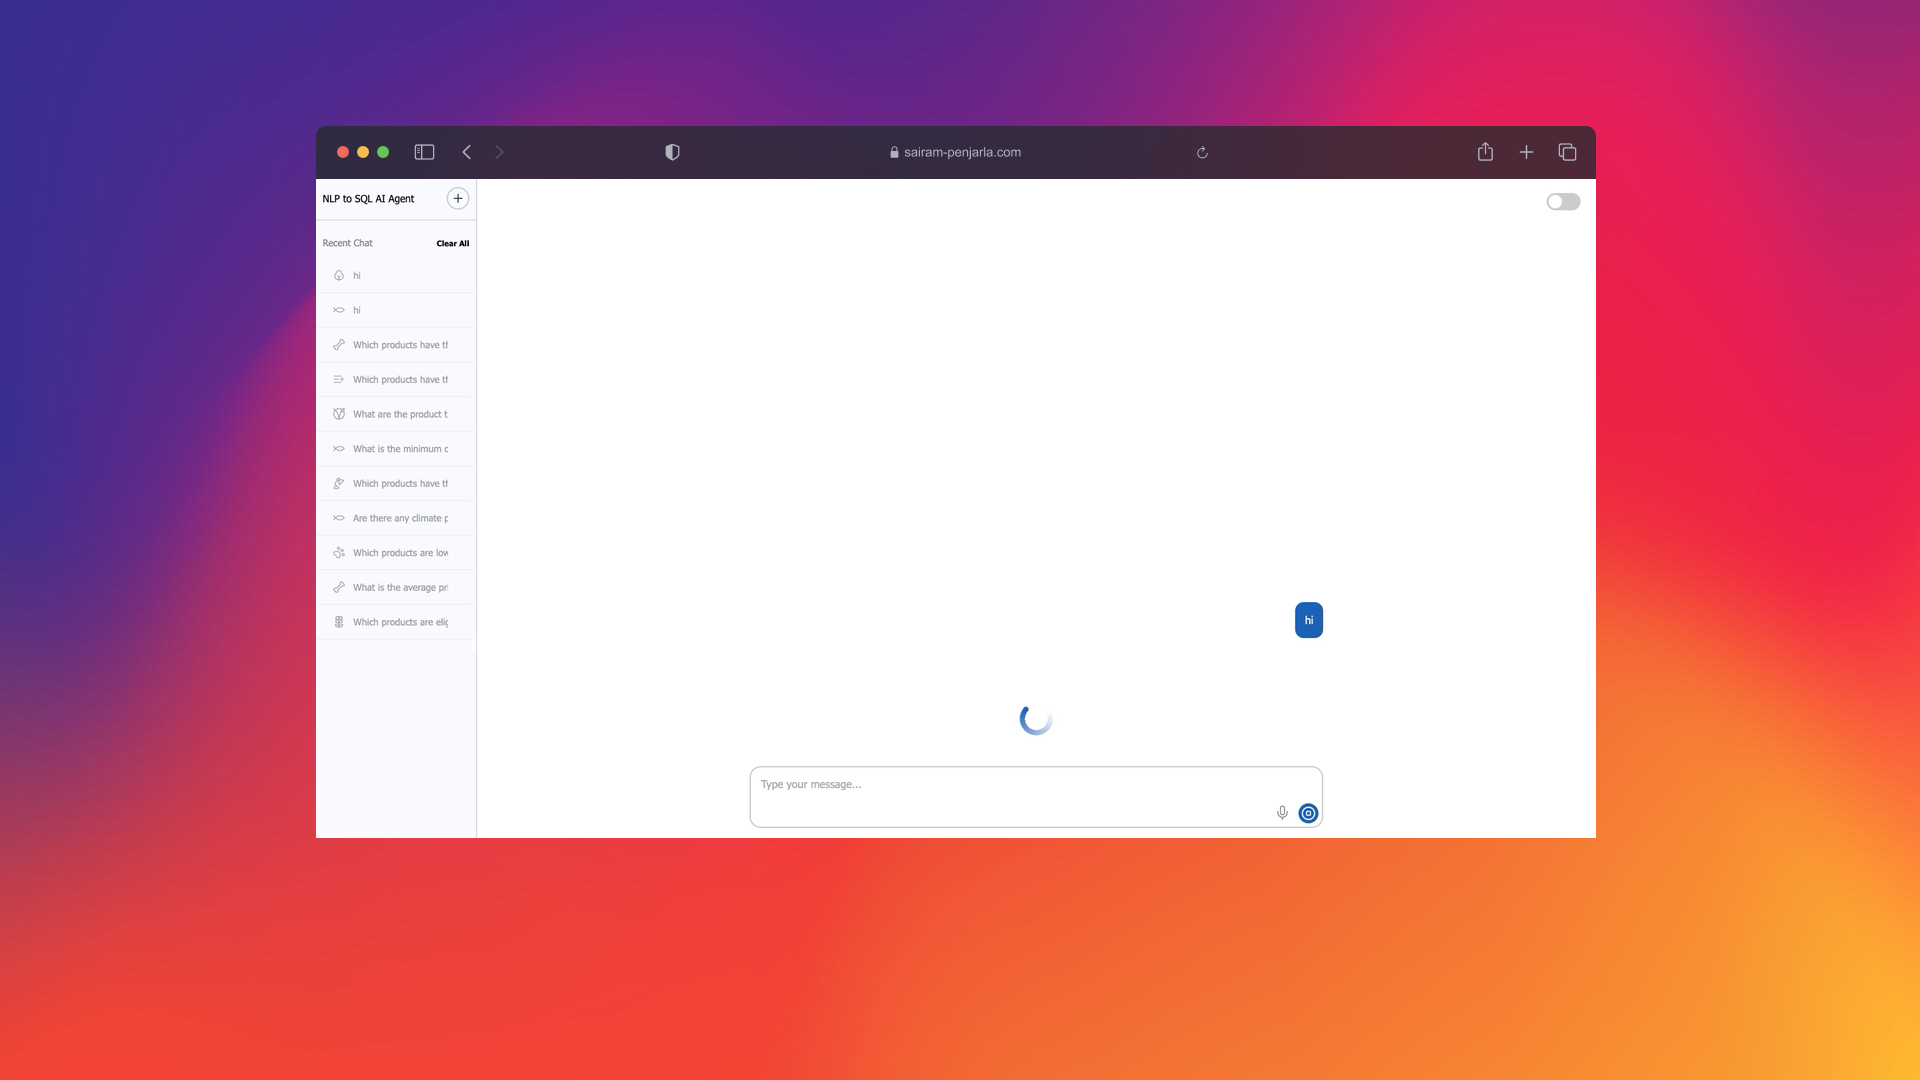 sairam-penjarla.com
NLP to SQL AI Agent
Recent Chat
Clear All
hi
hi
Which products have th
Which products have th
What are the product t
What is the minimum c
Which products have th
Are there any climate p
Which products are low
What is the average pri
Which products are elig
hi
Type your message...